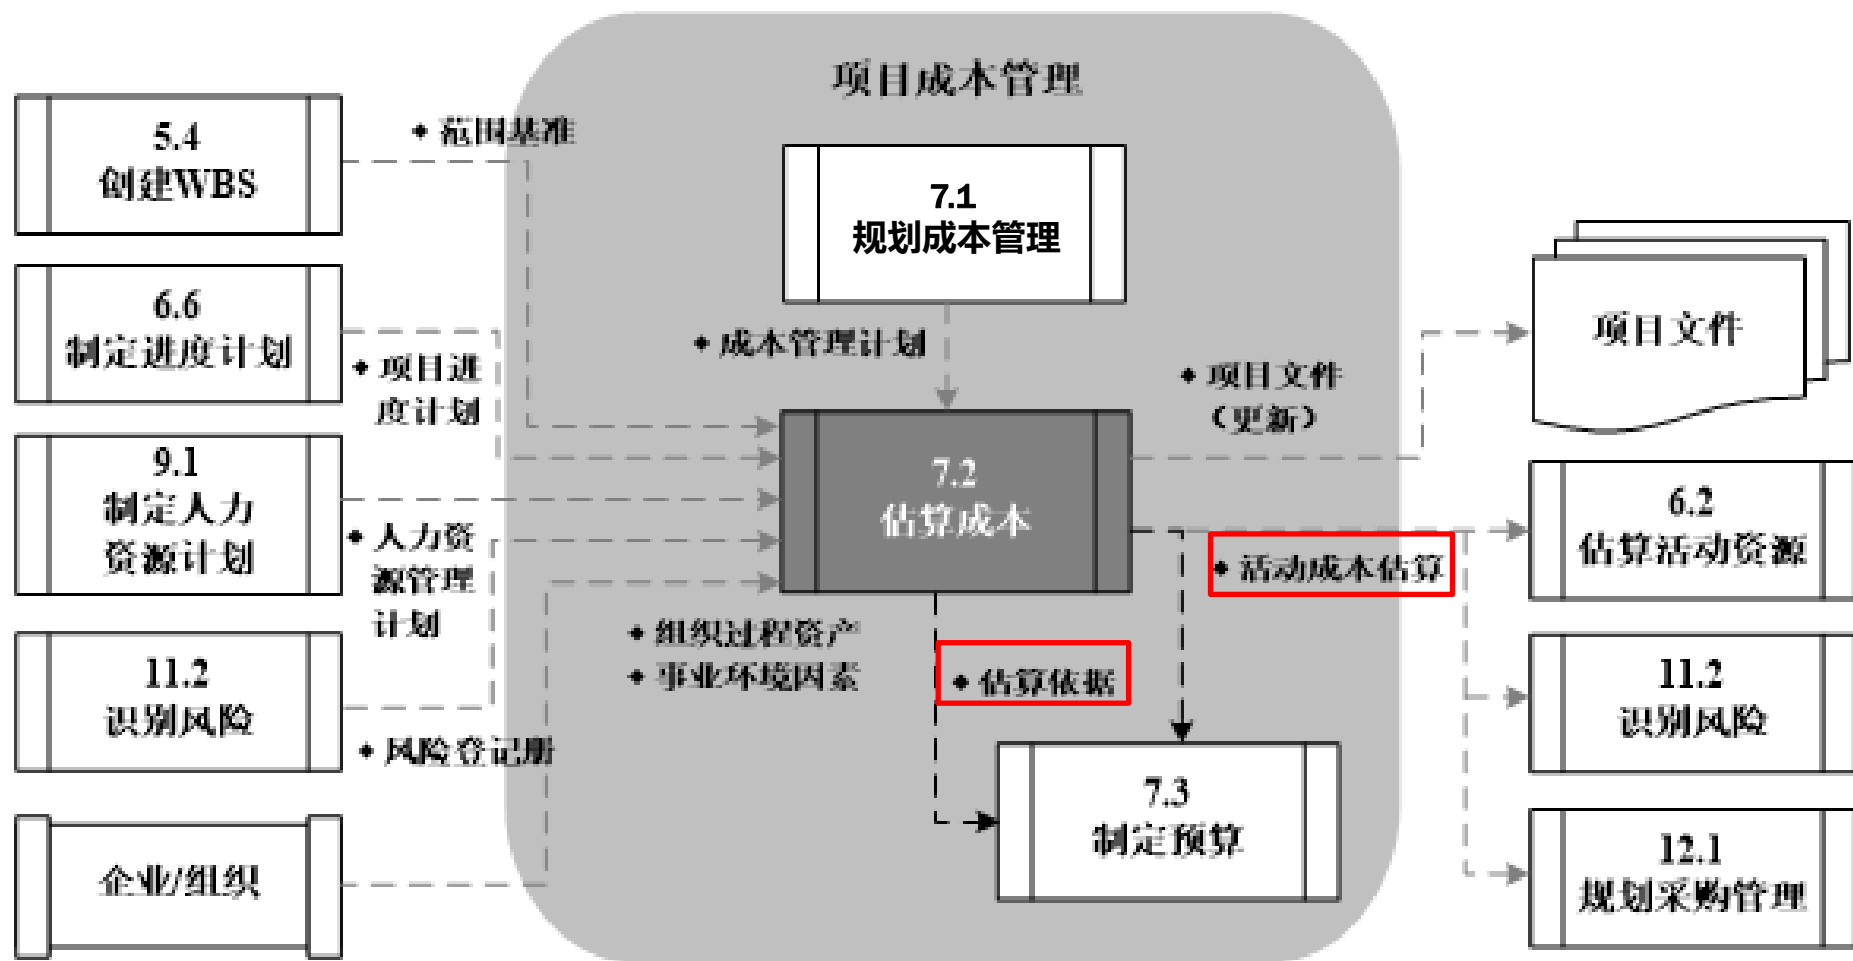 项目成本管理
5.4
创建WBS
◆ 范围基准
7.1
规划成本管理
6.6
制定进度计划
◆ 项目进
度计划
◆ 成本管理计划
◆ 项目文件
（更新）
项目文件
9.1
制定人力
资源计划
◆ 人力资
源管理
计划
7.2
估算成本
6.2
估算活动资源
◆ 活动成本估算
11.2
识别风险
◆ 风险登记册
◆ 组织过程资产
◆ 事业环境因素
◆ 估算依据
11.2
识别风险
企业/组织
7.3
制定预算
12.1
规划采购管理